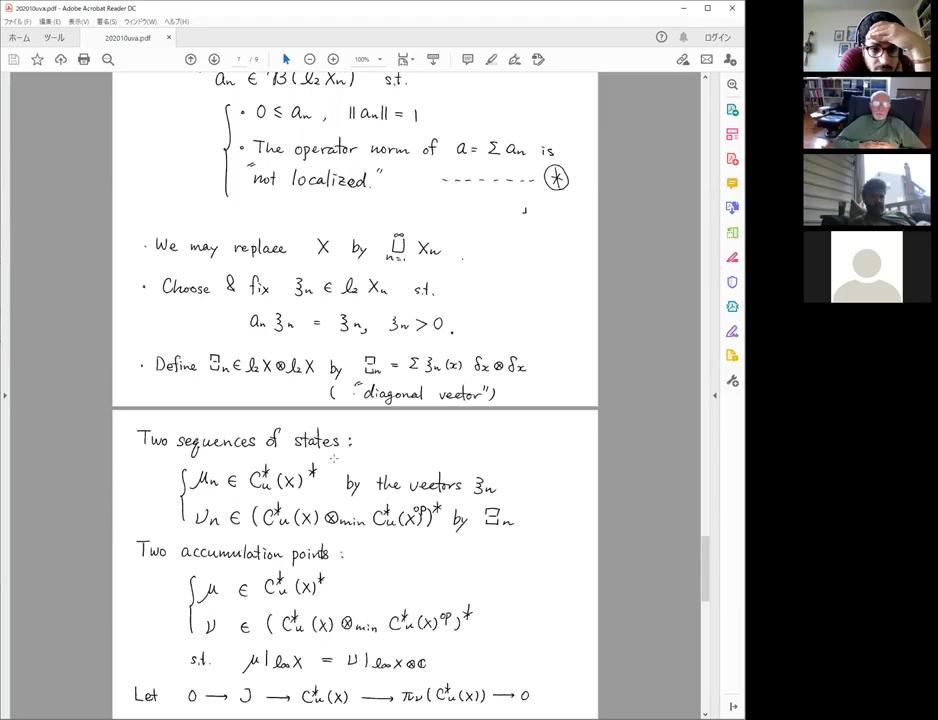 202010uva.pdf - Adobe Acrobat Reader DC
ファイル(F) 編集(E) 表示(V) 署名(S) ウィンドウ(W) ヘルプ(H)
ホーム ツール 202010uva.pdf × ログイン
7 / 9 100%
an ∈ B(l2 Xn) s.t.
· 0 ≤ an , ||an|| = 1
· The operator norm of a = Σ an is
"not localized." -------- (*)
· We may replace X by ∐_{n=1}^{∞} Xn .
· Choose & fix ξn ∈ l2 Xn s.t.
an ξn = ξn, ξn > 0 .
· Define Ξn ∈ l2 X ⊗ l2 X by Ξn = Σ ξn(x) δx ⊗ δx
( "diagonal vector")
Two sequences of states :
μn ∈ C*u(X)* by the vectors ξn
νn ∈ (C*u(X) ⊗min C*u(X)^op)* by Ξn
Two accumulation points :
μ ∈ C*u(X)*
ν ∈ ( C*u(X) ⊗min C*u(X)^op )*
s.t. μ|l∞X = ν|l∞X⊗ℂ
Let 0 → J → C*u(X) → πν(C*u(X)) → 0